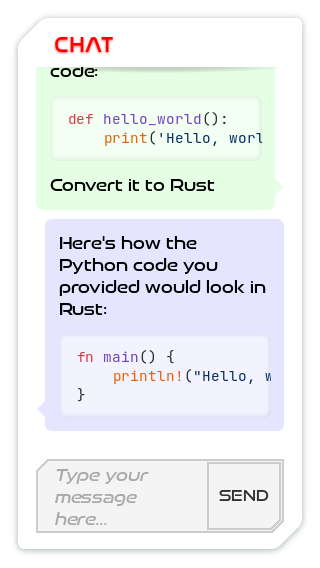 CHAT
code:
def hello_world():
    print('Hello, worl
Convert it to Rust
Here's how the
Python code you
provided would look in
Rust:
fn main() {
    println!("Hello, w
}
Type your
message
here...
SEND